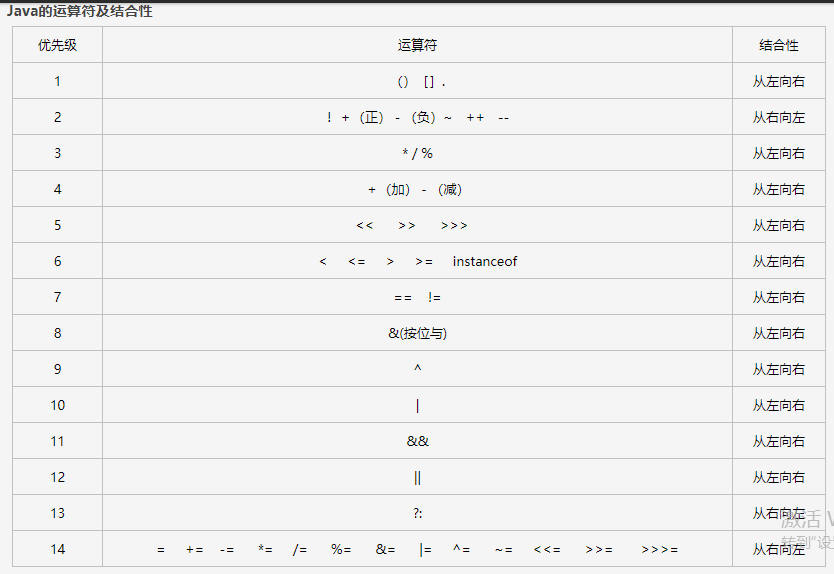 Java的运算符及结合性
优先级 运算符 结合性
1 () [] . 从左向右
2 ! +（正） -（负）~ ++ -- 从右向左
3 * / % 从左向右
4 +（加） -（减） 从左向右
5 << >> >>> 从左向右
6 < <= > >= instanceof 从左向右
7 == != 从左向右
8 &(按位与) 从左向右
9 ^ 从左向右
10 | 从左向右
11 && 从左向右
12 || 从左向右
13 ?: 从右向左
14 = += -= *= /= %= &= |= ^= ~= <<= >>= >>>= 从右向左
激活
转到"设